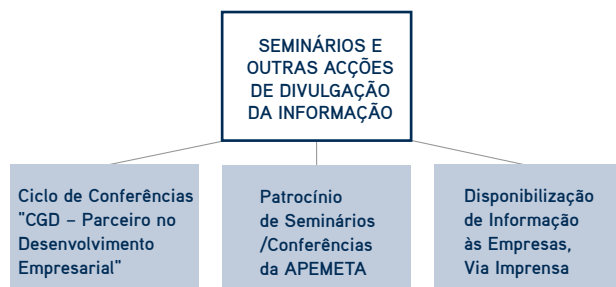 SEMINÁRIOS E
OUTRAS ACÇÕES
DE DIVULGAÇÃO
DA INFORMAÇÃO
Ciclo de Conferências
"CGD – Parceiro no
Desenvolvimento
Empresarial"
Patrocínio
de Seminários
/Conferências
da APEMETA
Disponibilização
de Informação
às Empresas,
Via Imprensa